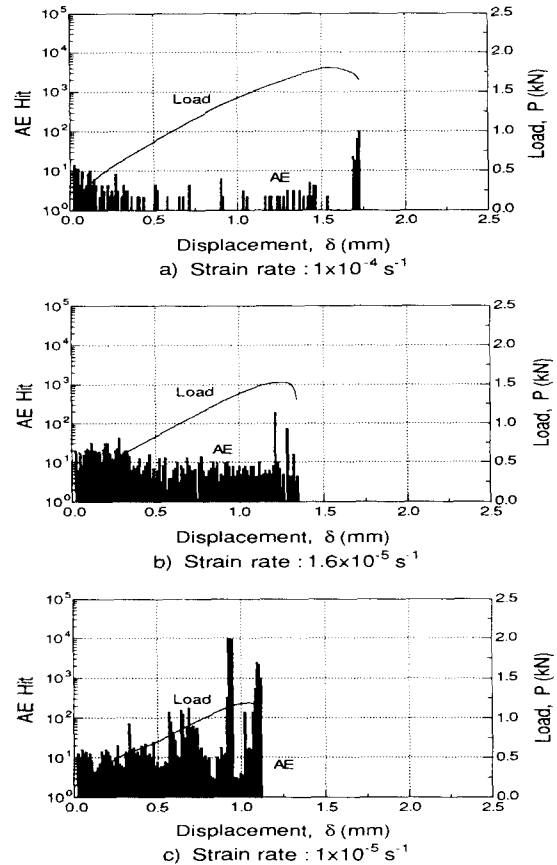 AE Hit
10⁵
10⁴
10³
10²
10¹
10⁰
Load
AE
2.5
2.0
1.5
1.0
0.5
0.0
Load, P (kN)
0.0 0.5 1.0 1.5 2.0 2.5
Displacement, δ (mm)
a) Strain rate : 1×10⁻⁴ s⁻¹
AE Hit
10⁵
10⁴
10³
10²
10¹
10⁰
Load
AE
2.5
2.0
1.5
1.0
0.5
0.0
Load, P (kN)
0.0 0.5 1.0 1.5 2.0 2.5
Displacement, δ (mm)
b) Strain rate : 1.6×10⁻⁵ s⁻¹
AE Hit
10⁵
10⁴
10³
10²
10¹
10⁰
Load
AE
2.5
2.0
1.5
1.0
0.5
0.0
Load, P (kN)
0.0 0.5 1.0 1.5 2.0 2.5
Displacement, δ (mm)
c) Strain rate : 1×10⁻⁵ s⁻¹